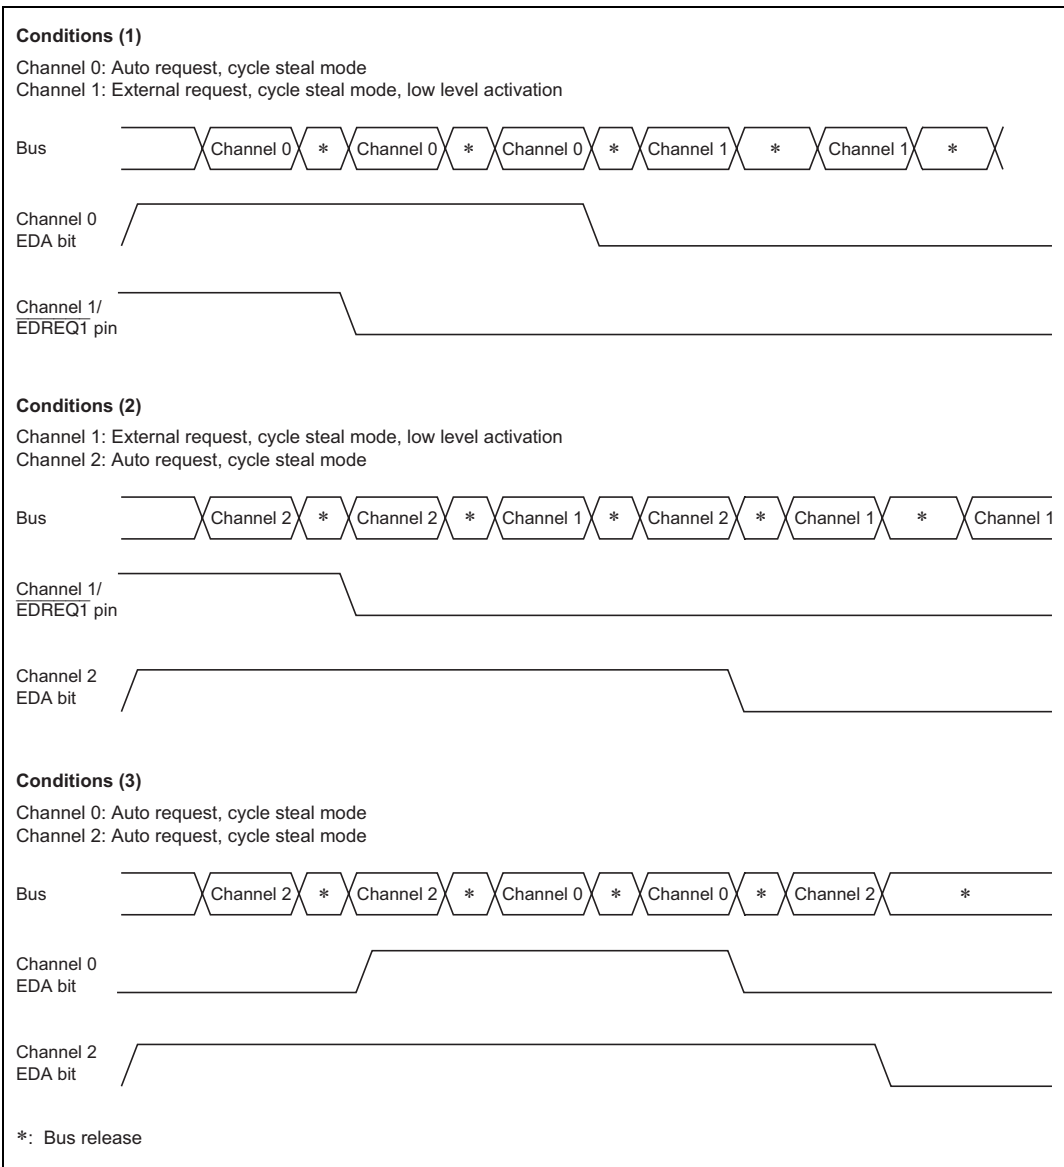 Conditions (1)
Channel 0: Auto request, cycle steal mode
Channel 1: External request, cycle steal mode, low level activation
Bus Channel 0 * Channel 0 * Channel 0 * Channel 1 * Channel 1 *
Channel 0
EDA bit
Channel 1/
EDREQ1 pin
Conditions (2)
Channel 1: External request, cycle steal mode, low level activation
Channel 2: Auto request, cycle steal mode
Bus Channel 2 * Channel 2 * Channel 1 * Channel 2 * Channel 1 * Channel 1
Channel 1/
EDREQ1 pin
Channel 2
EDA bit
Conditions (3)
Channel 0: Auto request, cycle steal mode
Channel 2: Auto request, cycle steal mode
Bus Channel 2 * Channel 2 * Channel 0 * Channel 0 * Channel 2 *
Channel 0
EDA bit
Channel 2
EDA bit
*: Bus release